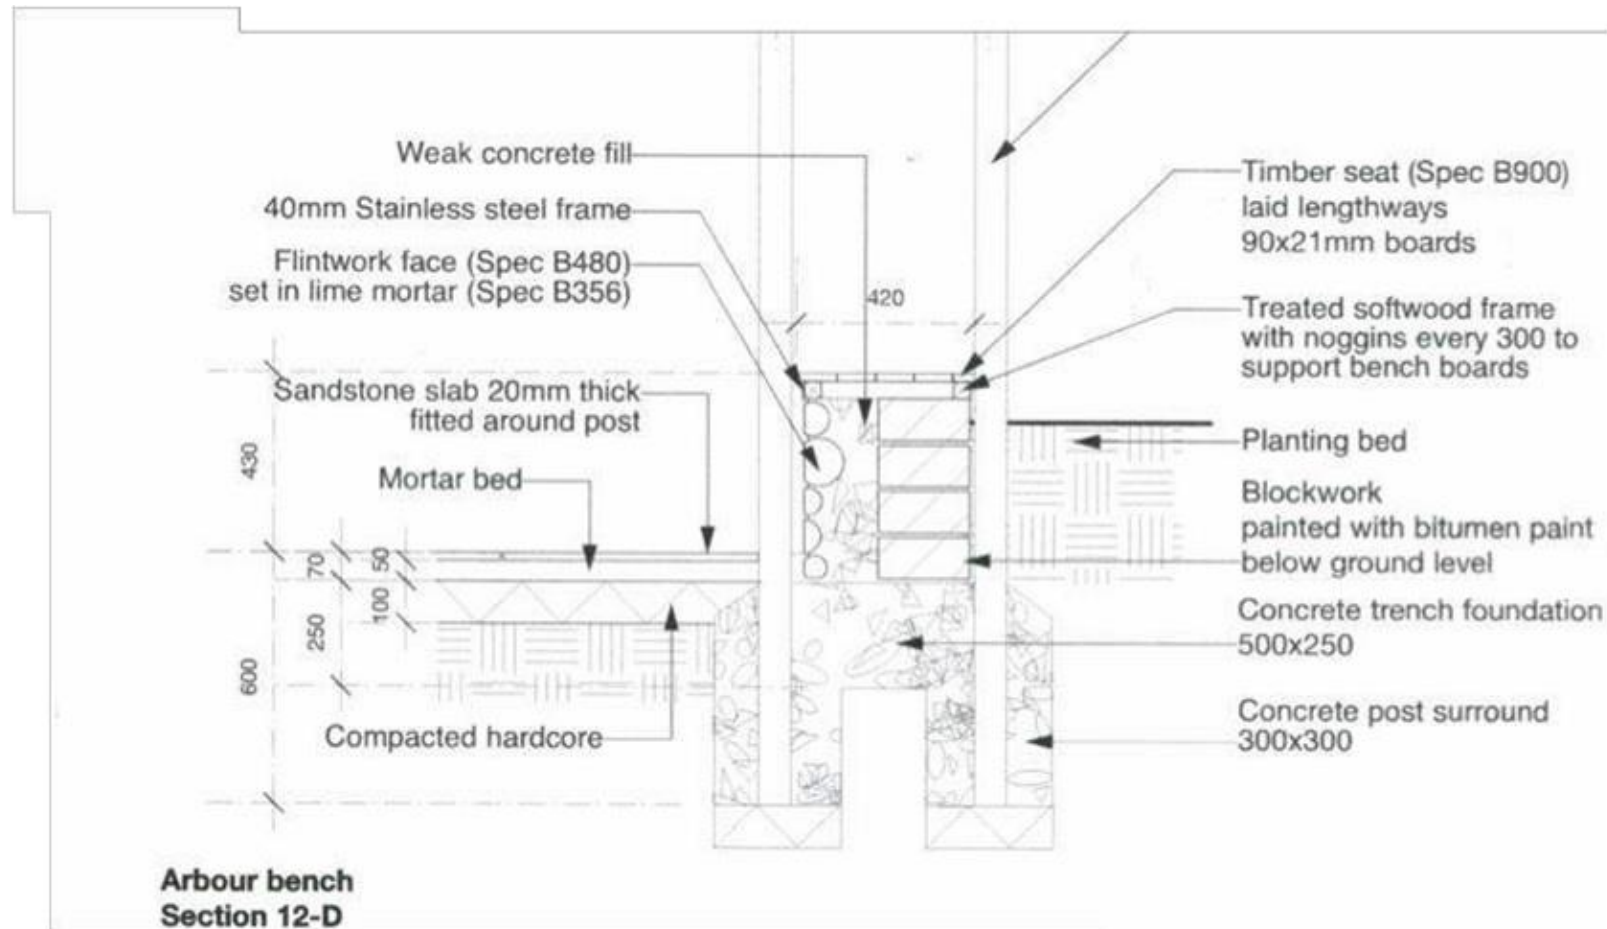 Weak concrete fill
40mm Stainless steel frame
Flintwork face (Spec B480)
set in lime mortar (Spec B356)
420
Sandstone slab 20mm thick
fitted around post
Mortar bed
430
70
50
100
250
600
Compacted hardcore
Timber seat (Spec B900)
laid lengthways
90x21mm boards
Treated softwood frame
with noggins every 300 to
support bench boards
Planting bed
Blockwork
painted with bitumen paint
below ground level
Concrete trench foundation
500x250
Concrete post surround
300x300
Arbour bench
Section 12-D